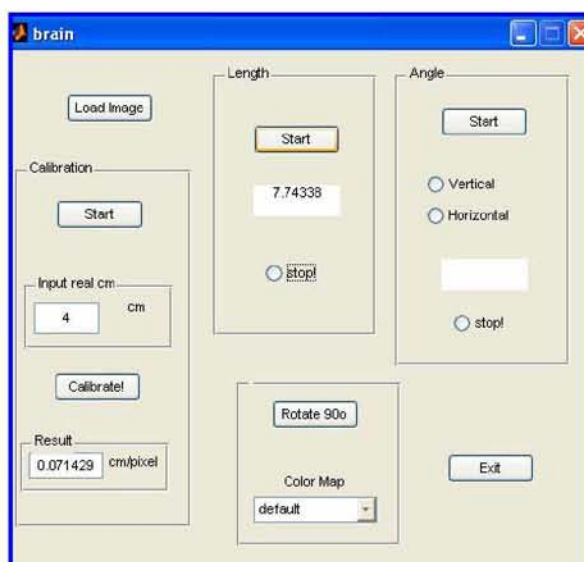 brain
Load Image
Calibration
Start
Input real cm
4
cm
Calibrate!
Result
0.071429
cm/pixel
Length
Start
7.74338
stop!
Angle
Start
Vertical
Horizontal
stop!
Rotate 90o
Color Map
default
Exit